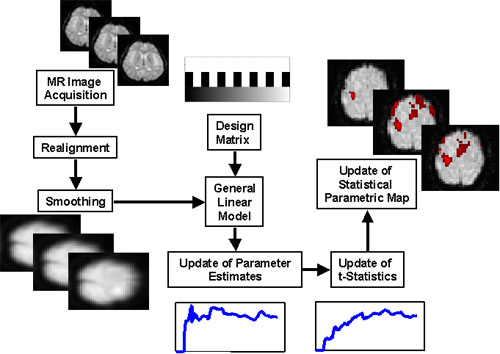 MR Image
Acquisition
Realignment
Smoothing
Design
Matrix
General
Linear
Model
Update of Parameter
Estimates
Update of
t-Statistics
Update of
Statistical
Parametric Map